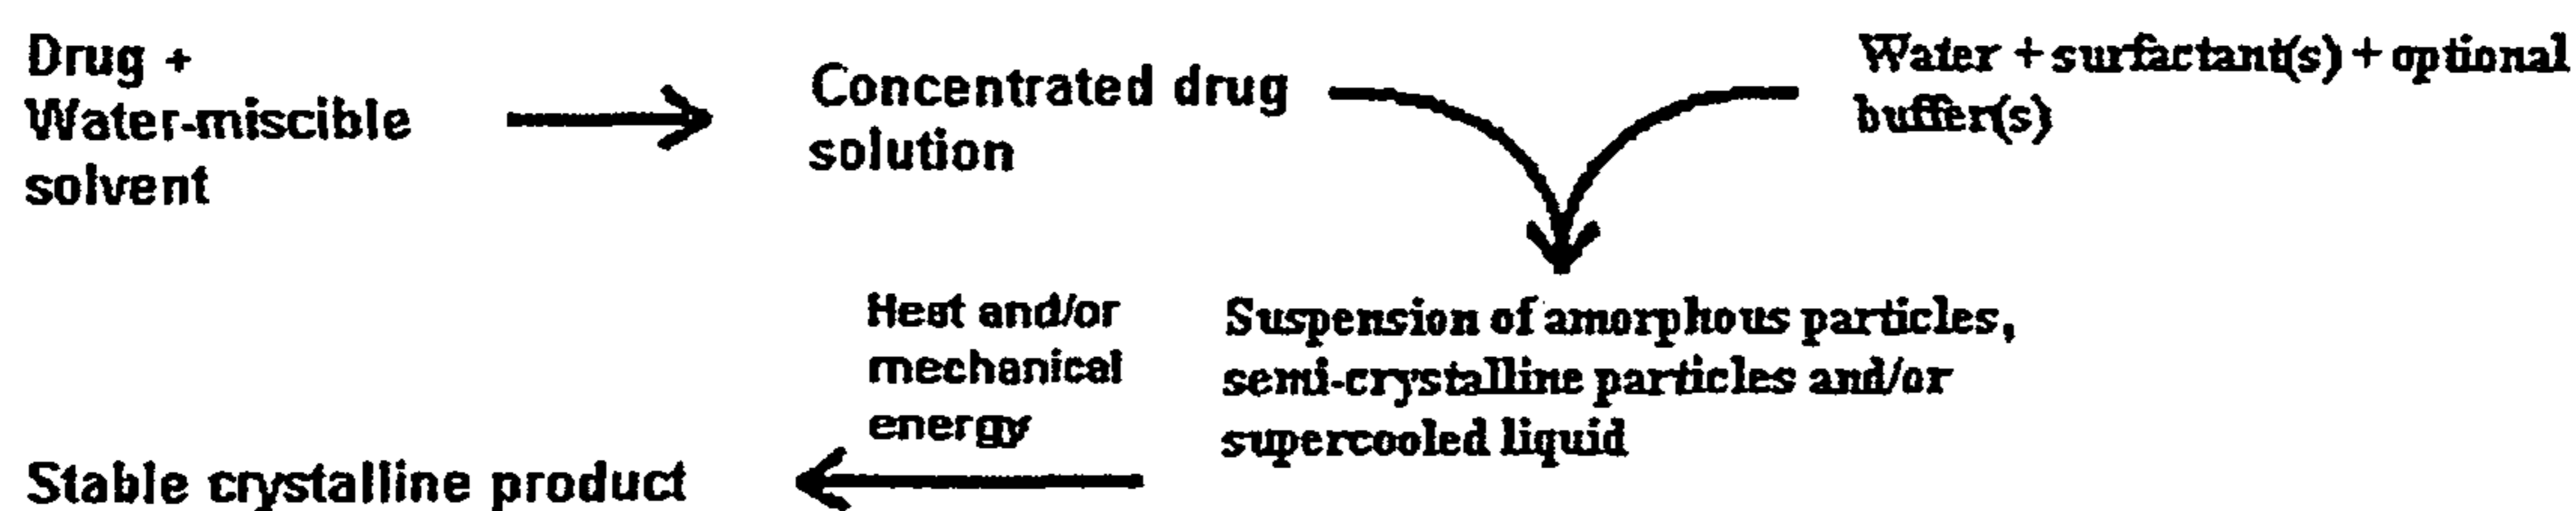 Drug +
Water-miscible
solvent
Concentrated drug
solution
Water + surfactant(s) + optional
buffer(s)
Heat and/or
mechanical
energy
Suspension of amorphous particles,
semi-crystalline particles and/or
supercooled liquid
Stable crystalline product